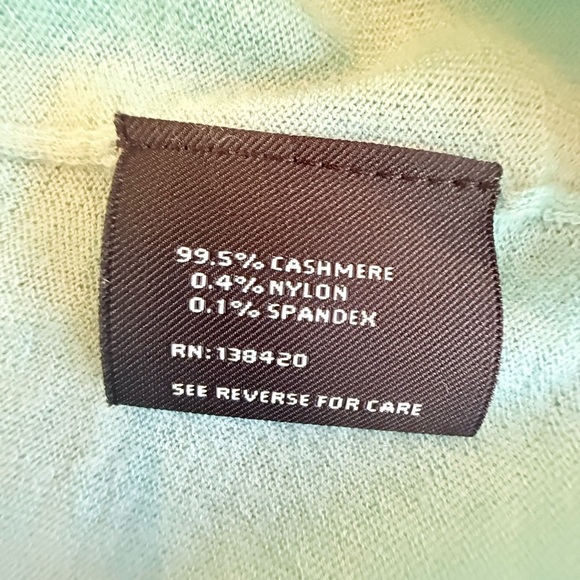 99.5% CASHMERE
0.4% NYLON
0.1% SPANDEX
RN: 138420
SEE REVERSE FOR CARE